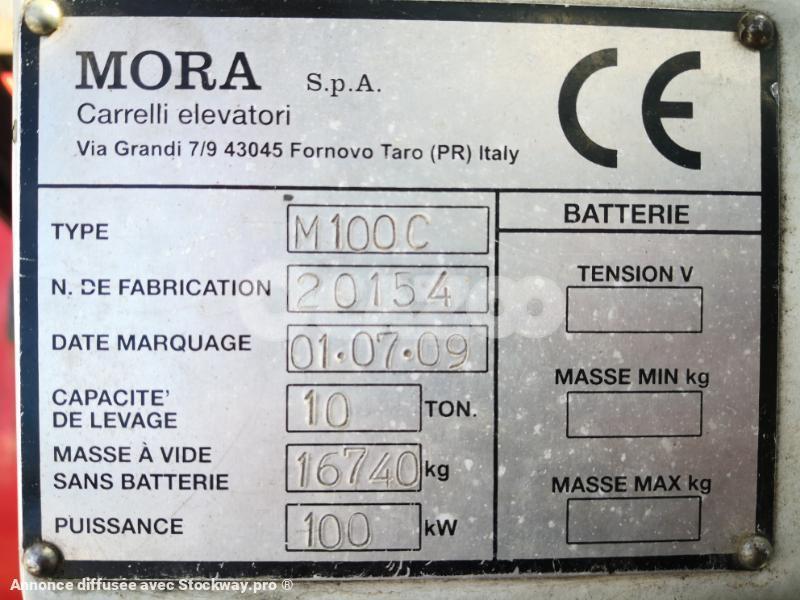 MORA S.p.A.
Carrelli elevatori
Via Grandi 7/9 43045 Fornovo Taro (PR) Italy
CE
TYPE M100C
N. DE FABRICATION 20154
DATE MARQUAGE 01.07.09
CAPACITE'
DE LEVAGE 10 TON.
MASSE À VIDE
SANS BATTERIE 16740 kg
PUISSANCE 100 kW
BATTERIE
TENSION V
MASSE MIN kg
MASSE MAX kg
Annonce diffusée avec Stockway.pro ®